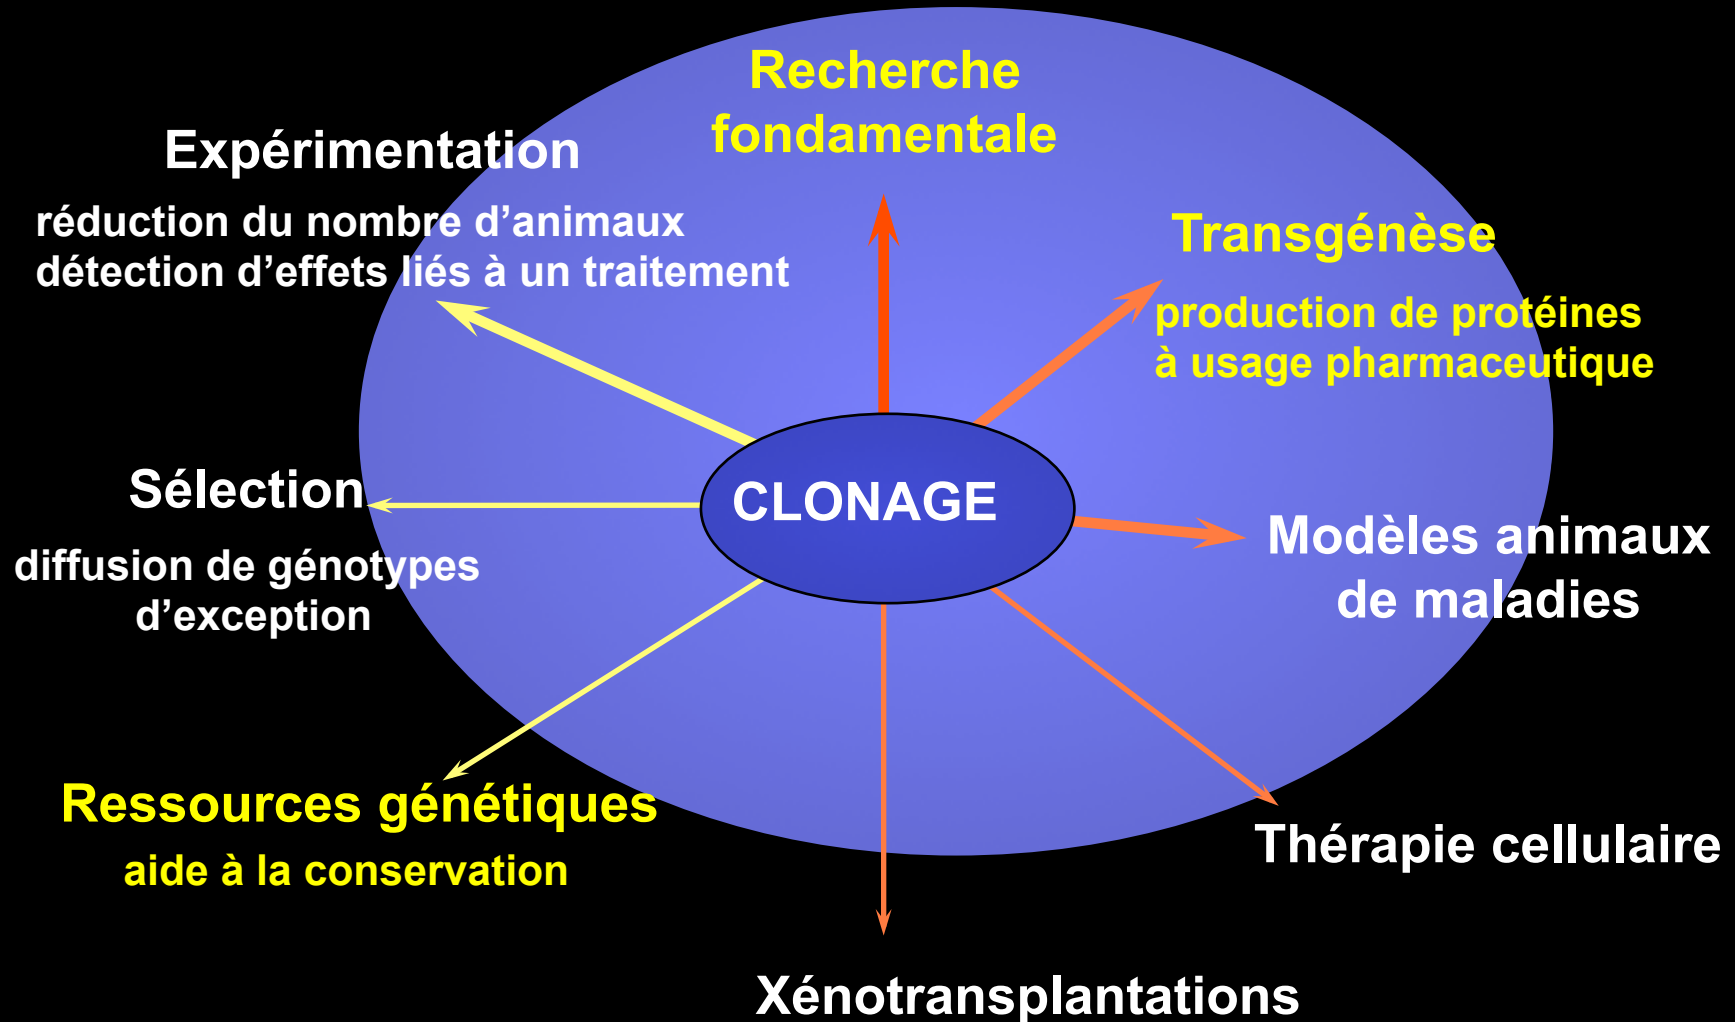 Recherche
fondamentale
Expérimentation
réduction du nombre d’animaux
détection d’effets liés à un traitement
Transgénèse
production de protéines
à usage pharmaceutique
CLONAGE
Sélection
diffusion de génotypes
d’exception
Modèles animaux
de maladies
Ressources génétiques
aide à la conservation
Thérapie cellulaire
Xénotransplantations